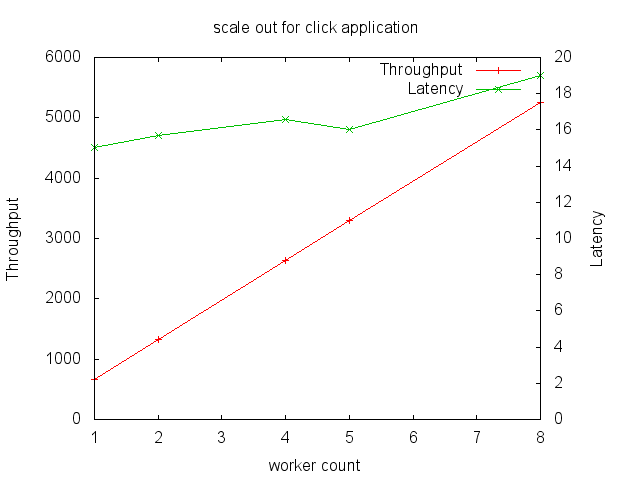 scale out for click application
6000 20
Throughput
5000 18
Latency
4000 16
3000 14
2000 12
1000 10
0 8
6
4
2
0
Throughput
Latency
1 2 3 4 5 6 7 8
worker count